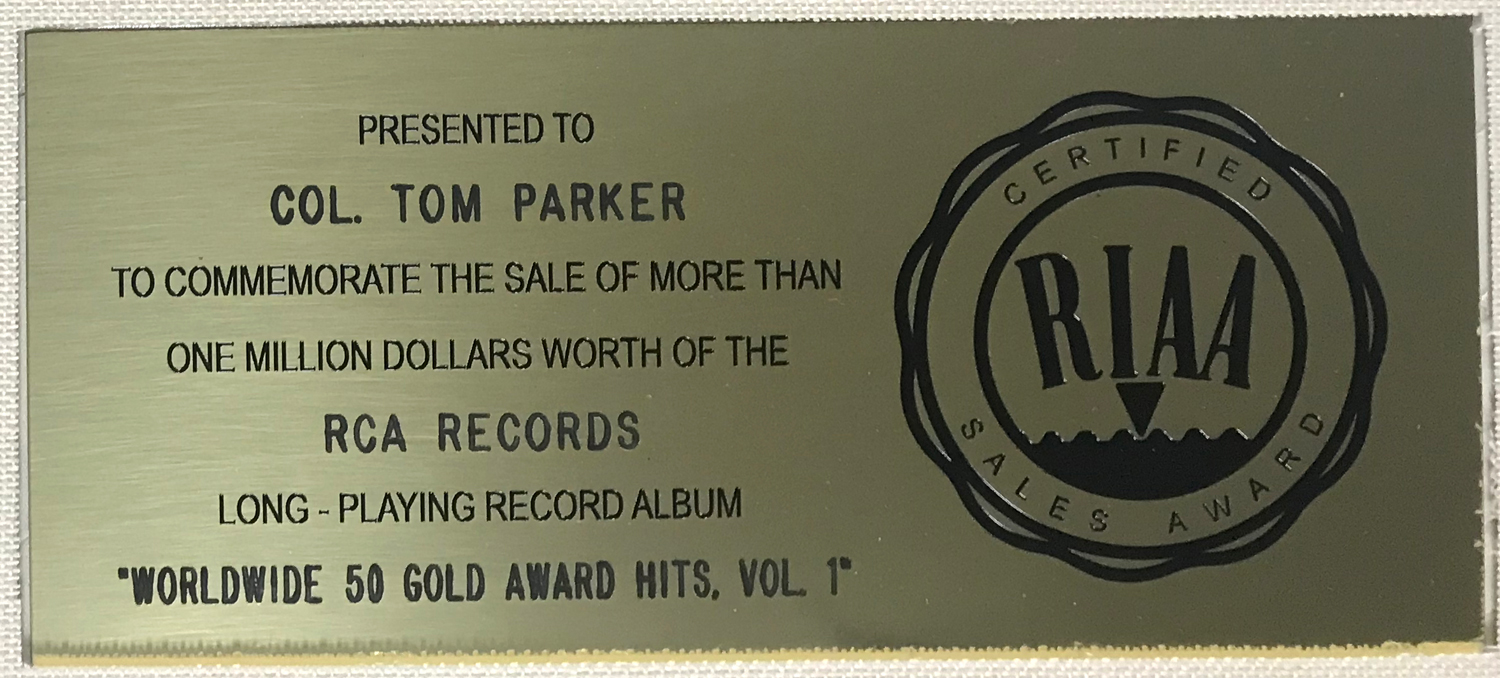 PRESENTED TO
COL. TOM PARKER
TO COMMEMORATE THE SALE OF MORE THAN
ONE MILLION DOLLARS WORTH OF THE
RCA RECORDS
LONG - PLAYING RECORD ALBUM
"WORLDWIDE 50 GOLD AWARD HITS, VOL. 1"
CERTIFIED
RIAA
SALES AWARD